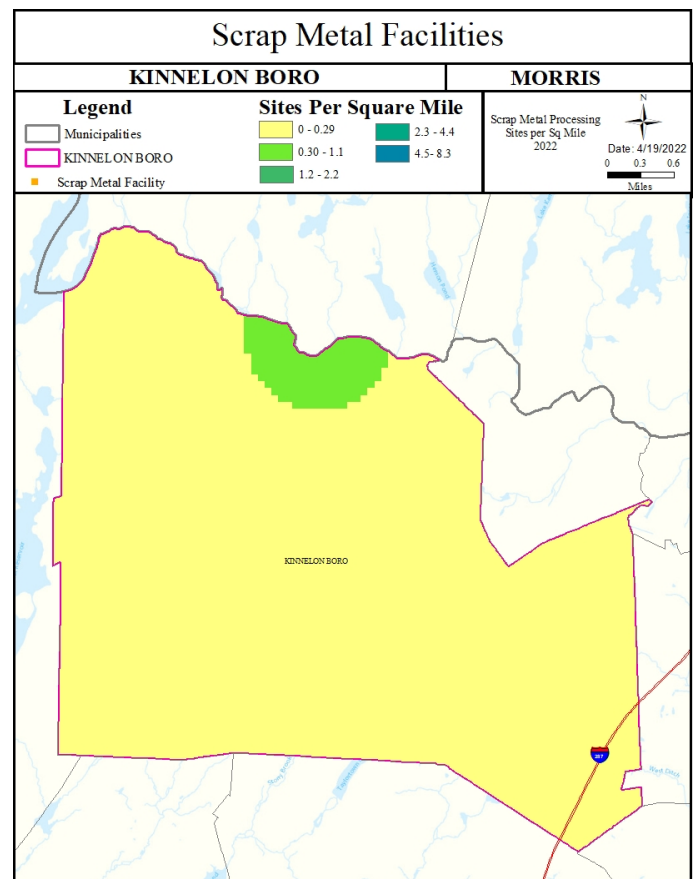 Scrap Metal Facilities
KINNELON BORO
MORRIS
Legend
Municipalities
KINNELON BORO
Scrap Metal Facility
Sites Per Square Mile
0 - 0.29
0.30 - 1.1
1.2 - 2.2
2.3 - 4.4
4.5- 8.3
Scrap Metal Processing
Sites per Sq Mile
2022
N
Date: 4/19/2022
0 0.3 0.6
Miles
KINNELON BORO
287
West Ditch